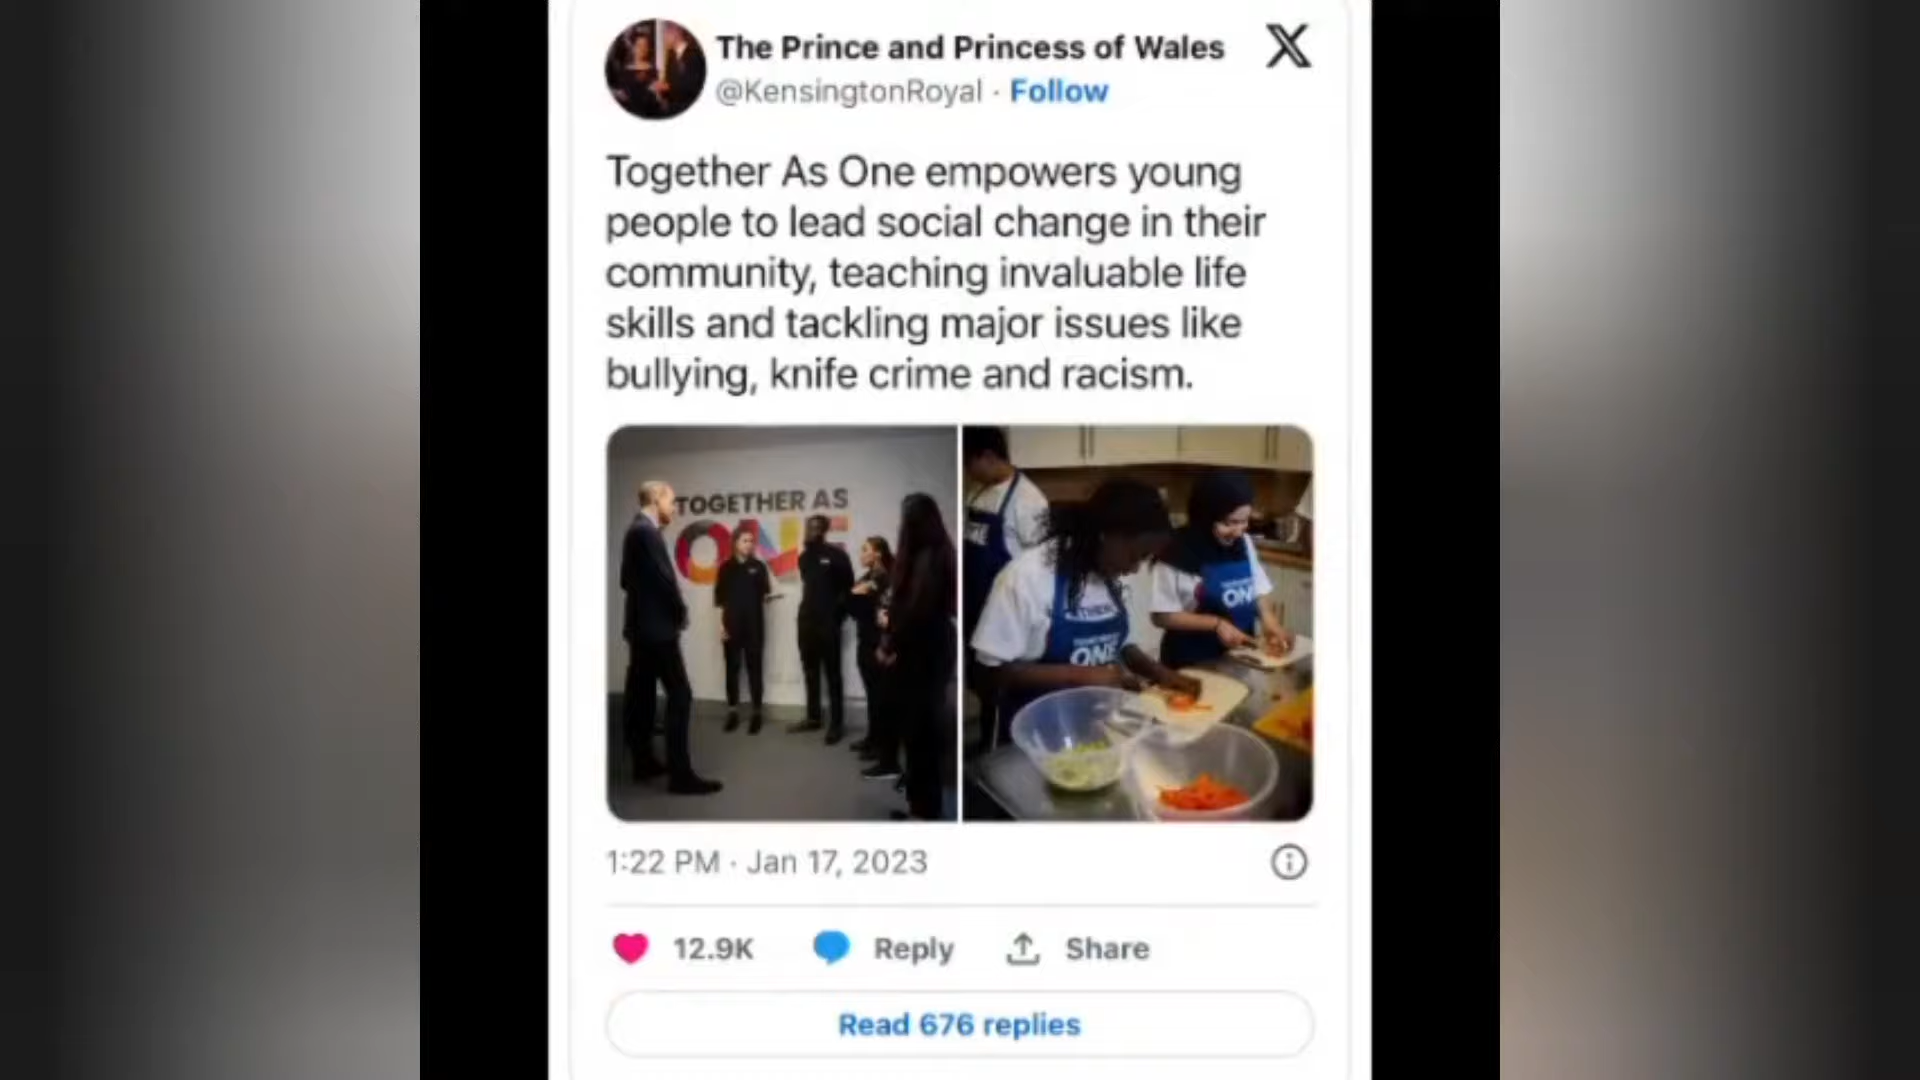 The Prince and Princess of Wales
@KensingtonRoyal · Follow
Together As One empowers young
people to lead social change in their
community, teaching invaluable life
skills and tackling major issues like
bullying, knife crime and racism.
TOGETHER AS
ONE
ONE
ONE
1:22 PM · Jan 17, 2023
12.9K Reply Share
Read 676 replies